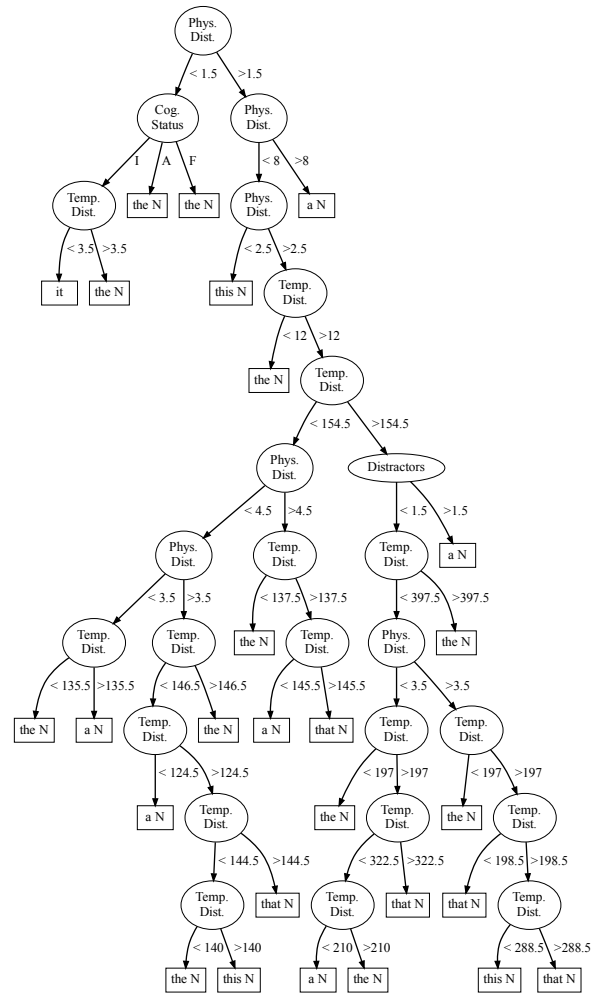 Phys.
Dist.
< 1.5 >1.5
Cog.
Status
Phys.
Dist.
I A F < 8 >8
Temp.
Dist.
the N the N
Phys.
Dist.
a N
< 3.5 >3.5 < 2.5 >2.5
it the N this N
Temp.
Dist.
< 12 >12
the N
Temp.
Dist.
< 154.5 >154.5
Phys.
Dist.
Distractors
< 4.5 >4.5 < 1.5 >1.5
Phys.
Dist.
Temp.
Dist.
Temp.
Dist.
a N
< 3.5 >3.5 < 137.5 >137.5 < 397.5 >397.5
Temp.
Dist.
Temp.
Dist.
the N
Temp.
Dist.
Phys.
Dist.
the N
< 135.5 >135.5 < 146.5 >146.5 < 145.5 >145.5 < 3.5 >3.5
the N a N
Temp.
Dist.
the N a N that N
Temp.
Dist.
Temp.
Dist.
< 124.5 >124.5 < 197 >197 < 197 >197
a N
Temp.
Dist.
the N
Temp.
Dist.
the N
Temp.
Dist.
< 144.5 >144.5 < 322.5 >322.5 < 198.5 >198.5
Temp.
Dist.
that N
Temp.
Dist.
that N that N
Temp.
Dist.
< 140 >140 < 210 >210 < 288.5 >288.5
the N this N a N the N this N that N